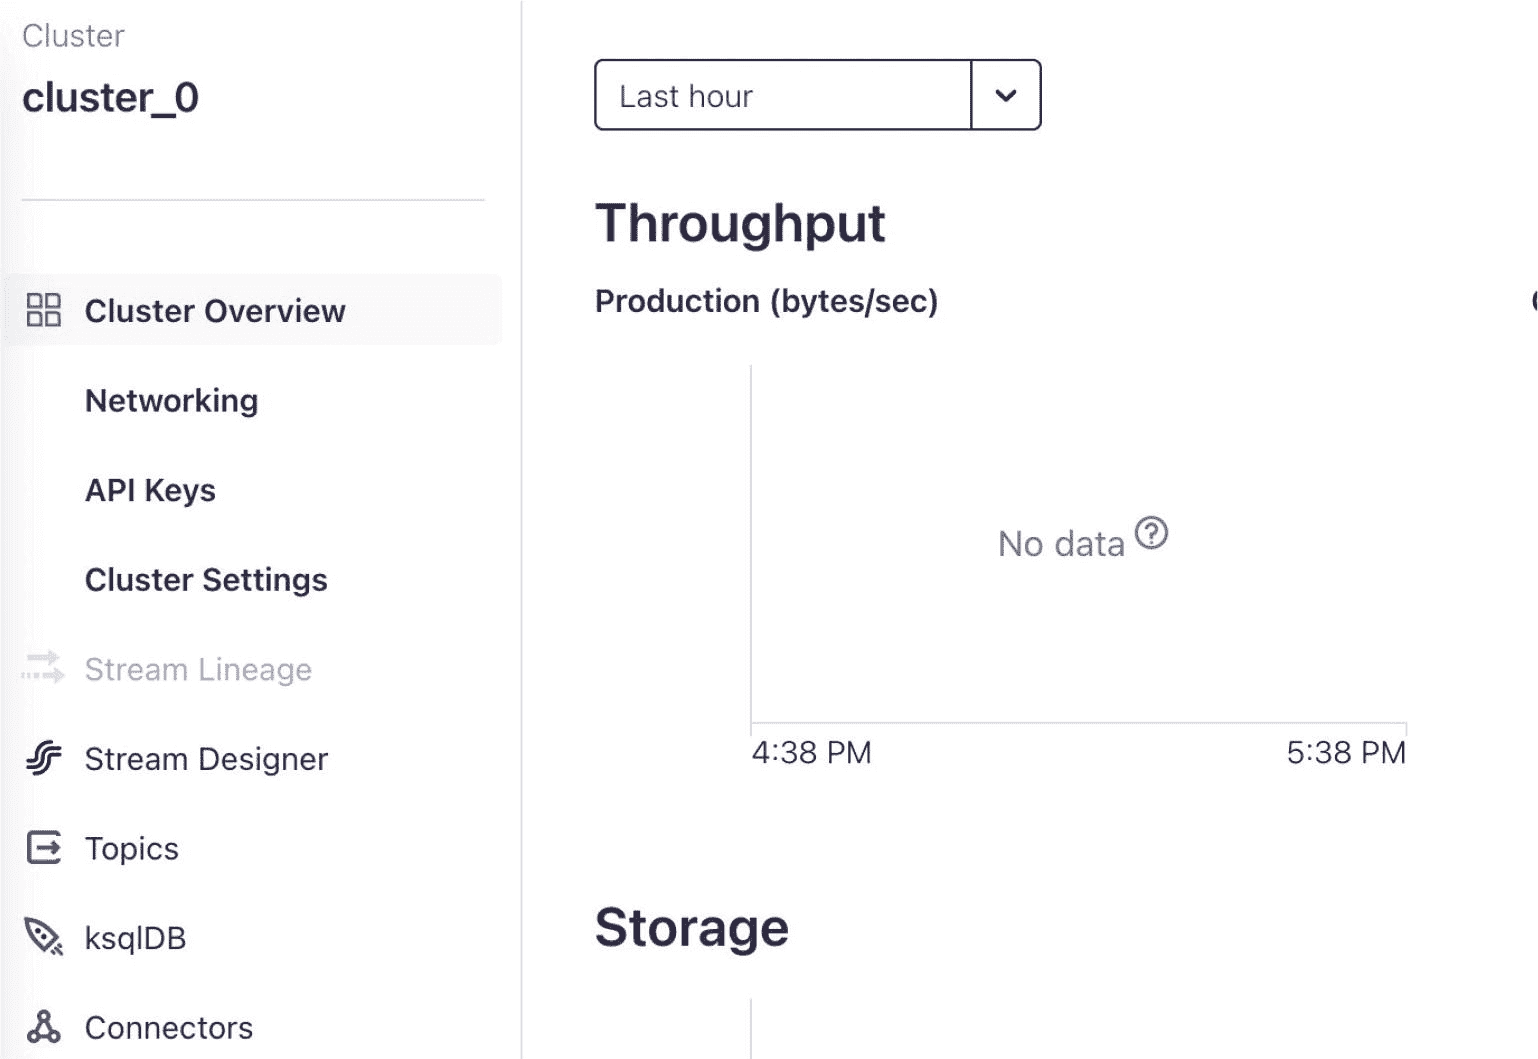 Cluster
cluster_0
Cluster Overview
Networking
API Keys
Cluster Settings
Stream Lineage
Stream Designer
Topics
ksqlDB
Connectors
Last hour
Throughput
Production (bytes/sec)
No data
4:38 PM 5:38 PM
Storage